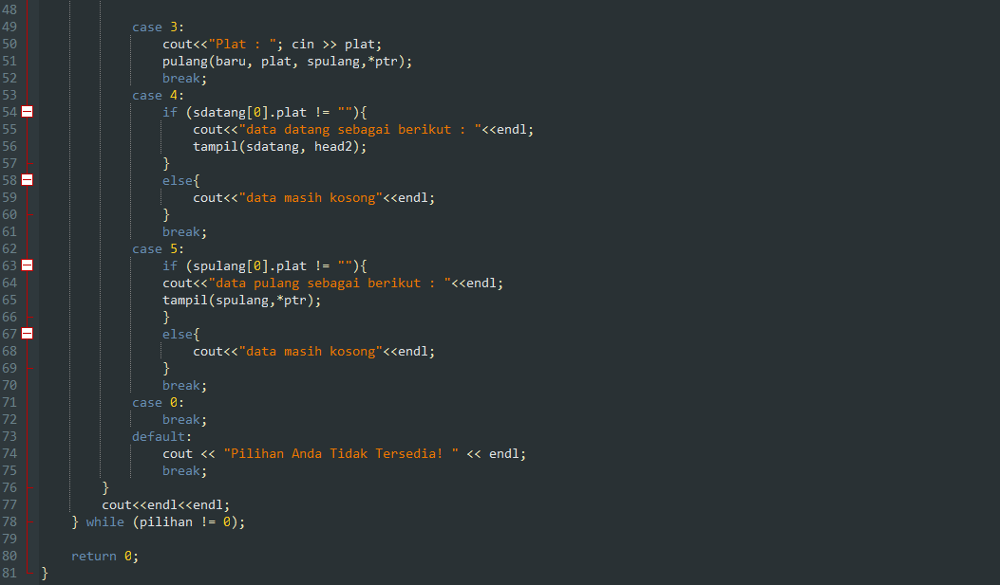 48
49 case 3:
50 cout<<"Plat : "; cin >> plat;
51 pulang(baru, plat, spulang,*ptr);
52 break;
53 case 4:
54 if (sdatang[0].plat != ""){
55 cout<<"data datang sebagai berikut : "<<endl;
56 tampil(sdatang, head2);
57 }
58 else{
59 cout<<"data masih kosong"<<endl;
60 }
61 break;
62 case 5:
63 if (spulang[0].plat != ""){
64 cout<<"data pulang sebagai berikut : "<<endl;
65 tampil(spulang,*ptr);
66 }
67 else{
68 cout<<"data masih kosong"<<endl;
69 }
70 break;
71 case 0:
72 break;
73 default:
74 cout << "Pilihan Anda Tidak Tersedia! " << endl;
75 break;
76 }
77 cout<<endl<<endl;
78 } while (pilihan != 0);
79
80 return 0;
81 }